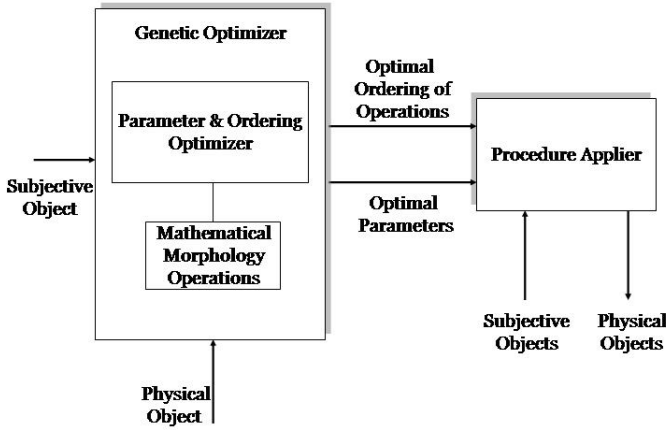 Genetic Optimizer
Parameter & Ordering
Optimizer
Mathematical
Morphology
Operations
Subjective
Object
Physical
Object
Optimal
Ordering of
Operations
Optimal
Parameters
Procedure Applier
Subjective
Objects
Physical
Objects